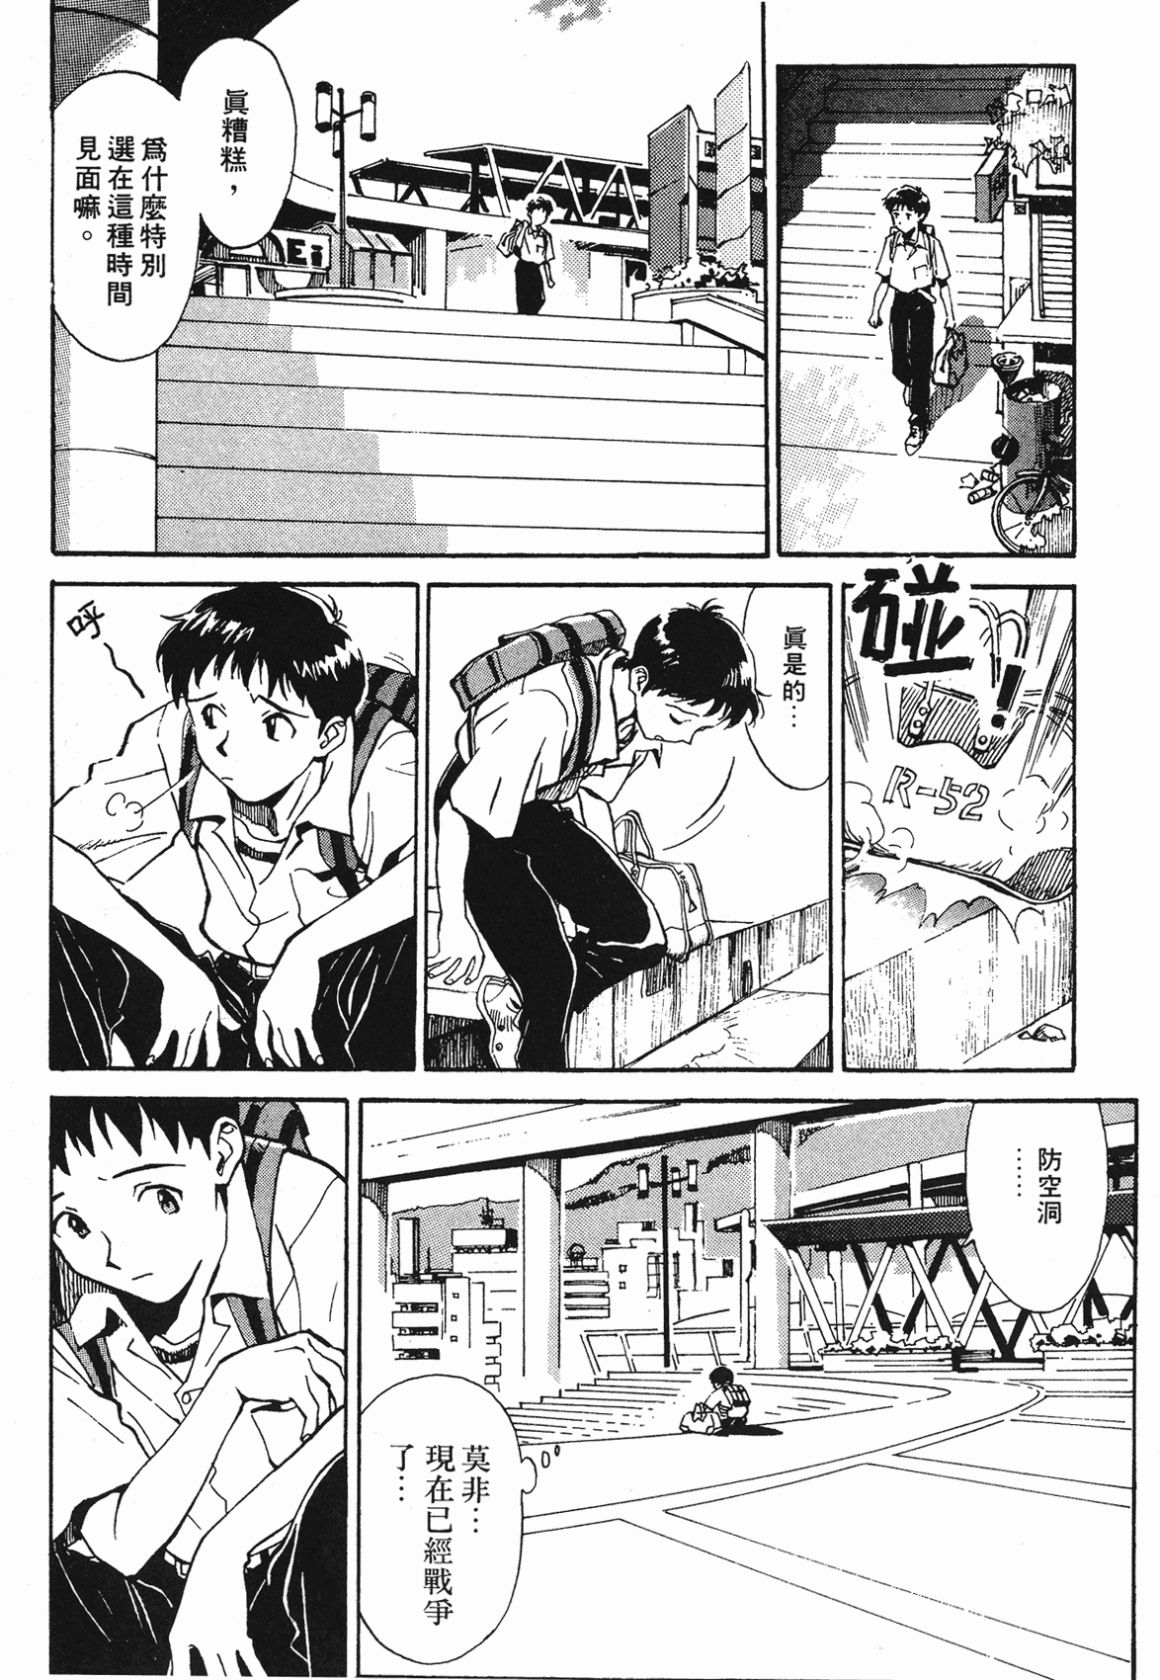 真糟糕，
為什麼特別
選在這種時間
見面嘛。
碰
R-52
真是的…
呼
防空洞
……
莫非…
現在已經戰爭
了…